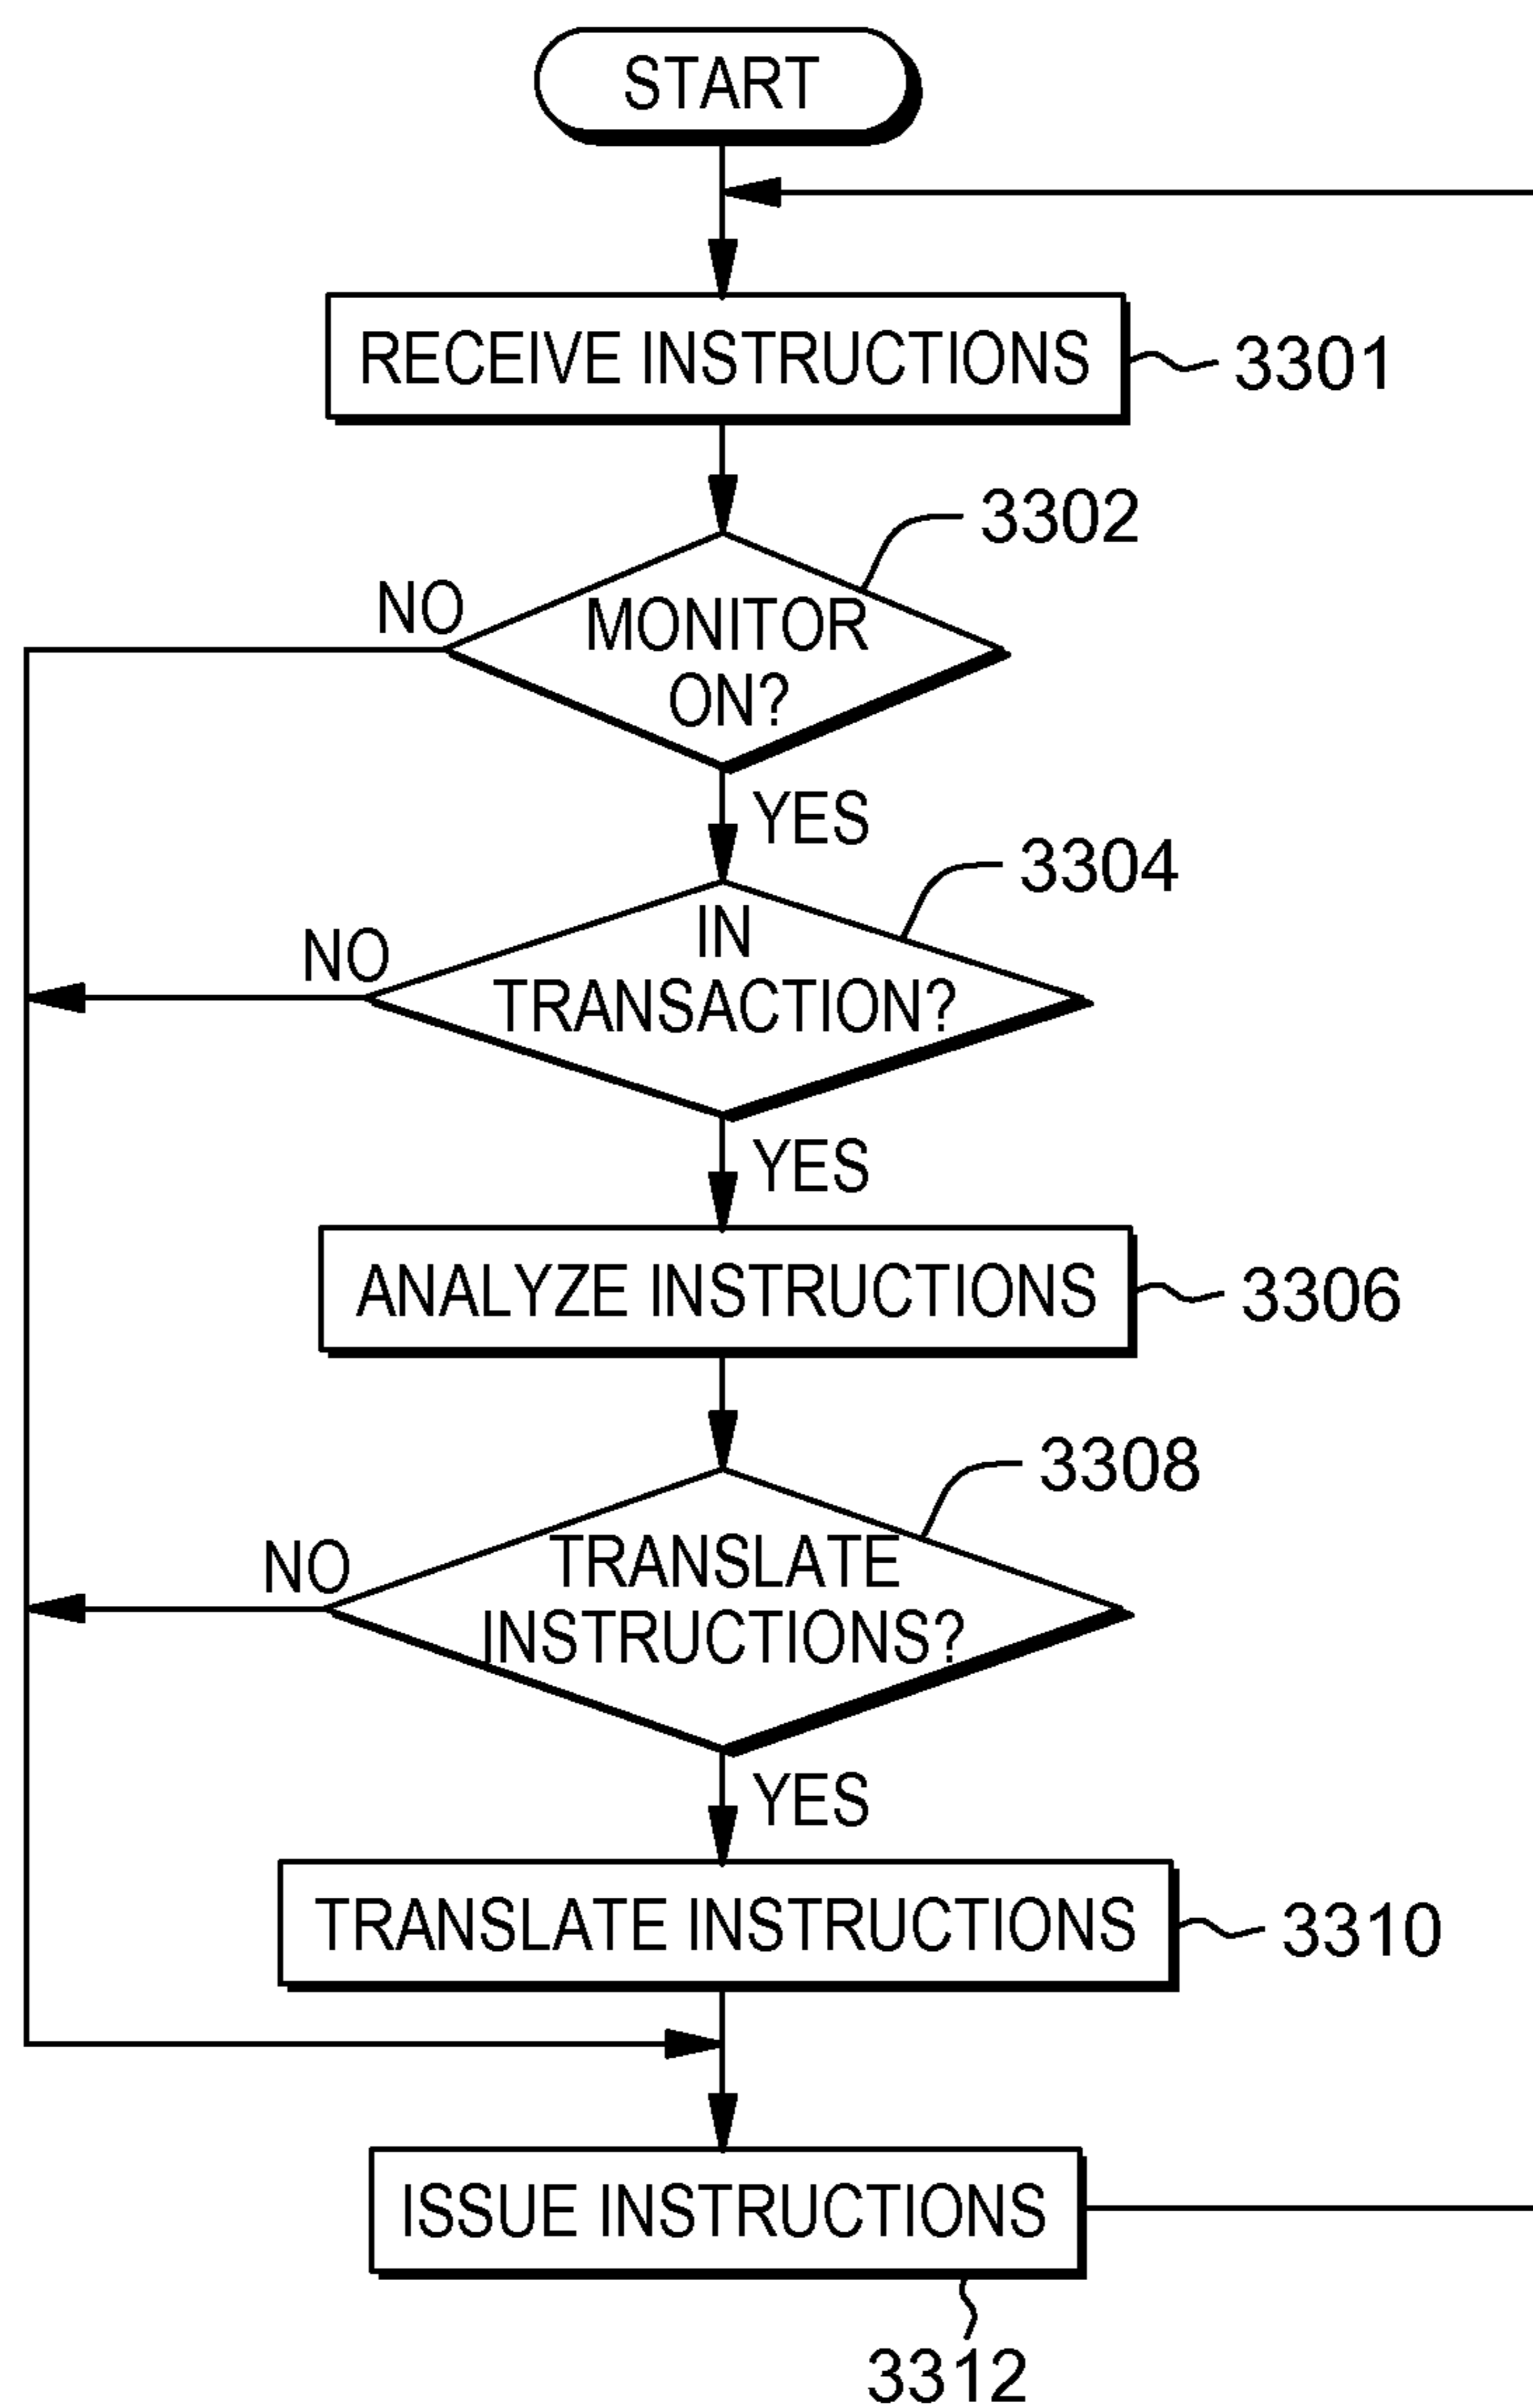 START
RECEIVE INSTRUCTIONS
3301
3302
NO
MONITOR
ON?
YES
3304
NO
IN
TRANSACTION?
YES
ANALYZE INSTRUCTIONS
3306
3308
NO
TRANSLATE
INSTRUCTIONS?
YES
TRANSLATE INSTRUCTIONS
3310
ISSUE INSTRUCTIONS
3312